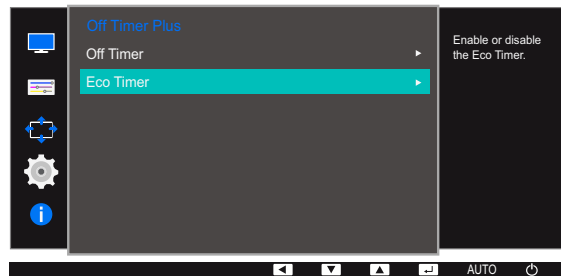 Off Timer Plus
Off Timer
Eco Timer
Enable or disable
the Eco Timer.
AUTO